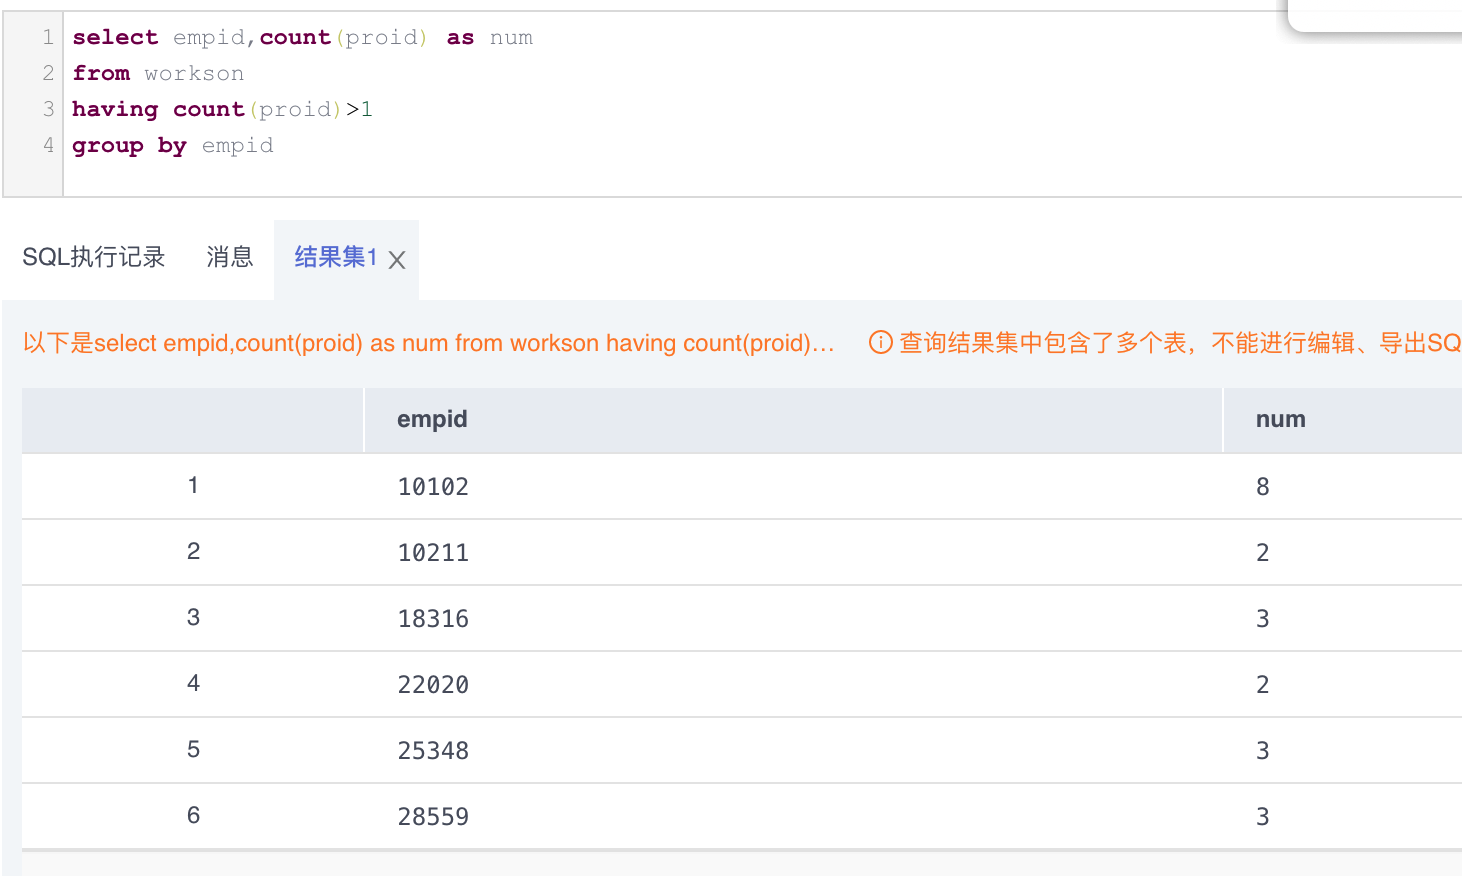 1 select empid,count(proid) as num
2 from workson
3 having count(proid)>1
4 group by empid
SQL执行记录 消息 结果集1 X
以下是select empid,count(proid) as num from workson having count(proid)... 查询结果集中包含了多个表，不能进行编辑、导出SQ
empid num
1 10102 8
2 10211 2
3 18316 3
4 22020 2
5 25348 3
6 28559 3